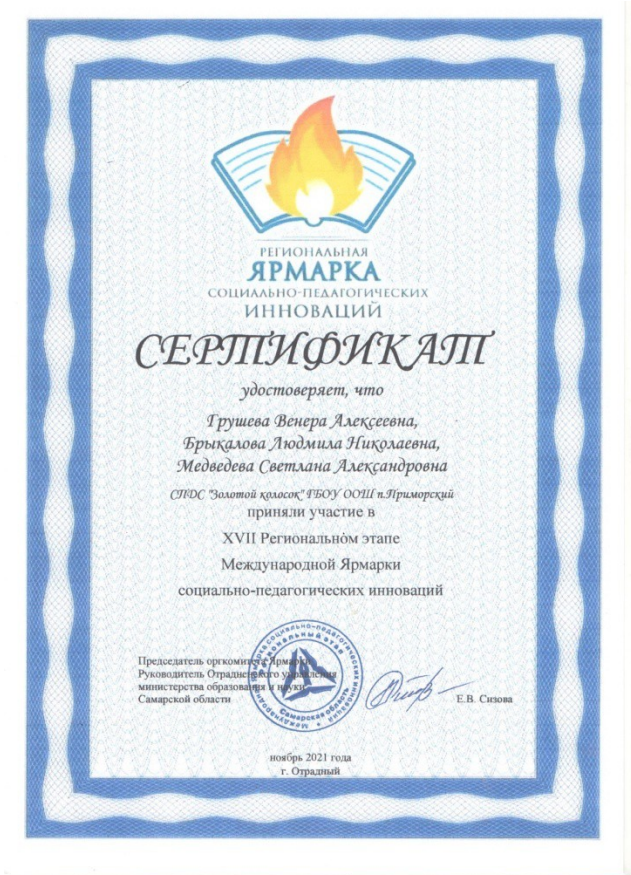 РЕГИОНАЛЬНАЯ
ЯРМАРКА
СОЦИАЛЬНО-ПЕДАГОГИЧЕСКИХ
ИННОВАЦИЙ
СЕРТИФИКАТ
удостоверяет, что
Грушева Венера Алексеевна,
Брыкалова Людмила Николаевна,
Медведева Светлана Александровна
СПДС "Золотой колосок" ГБОУ ООШ п.Приморский
приняли участие в
XVII Региональном этапе
Международной Ярмарки
социально-педагогических инноваций
Председатель оргкомитета Ярмарки
Руководитель Отрадненского управления
министерства образования и науки
Самарской области
Е.В. Сизова
Самарская область
ноябрь 2021 года
г. Отрадный